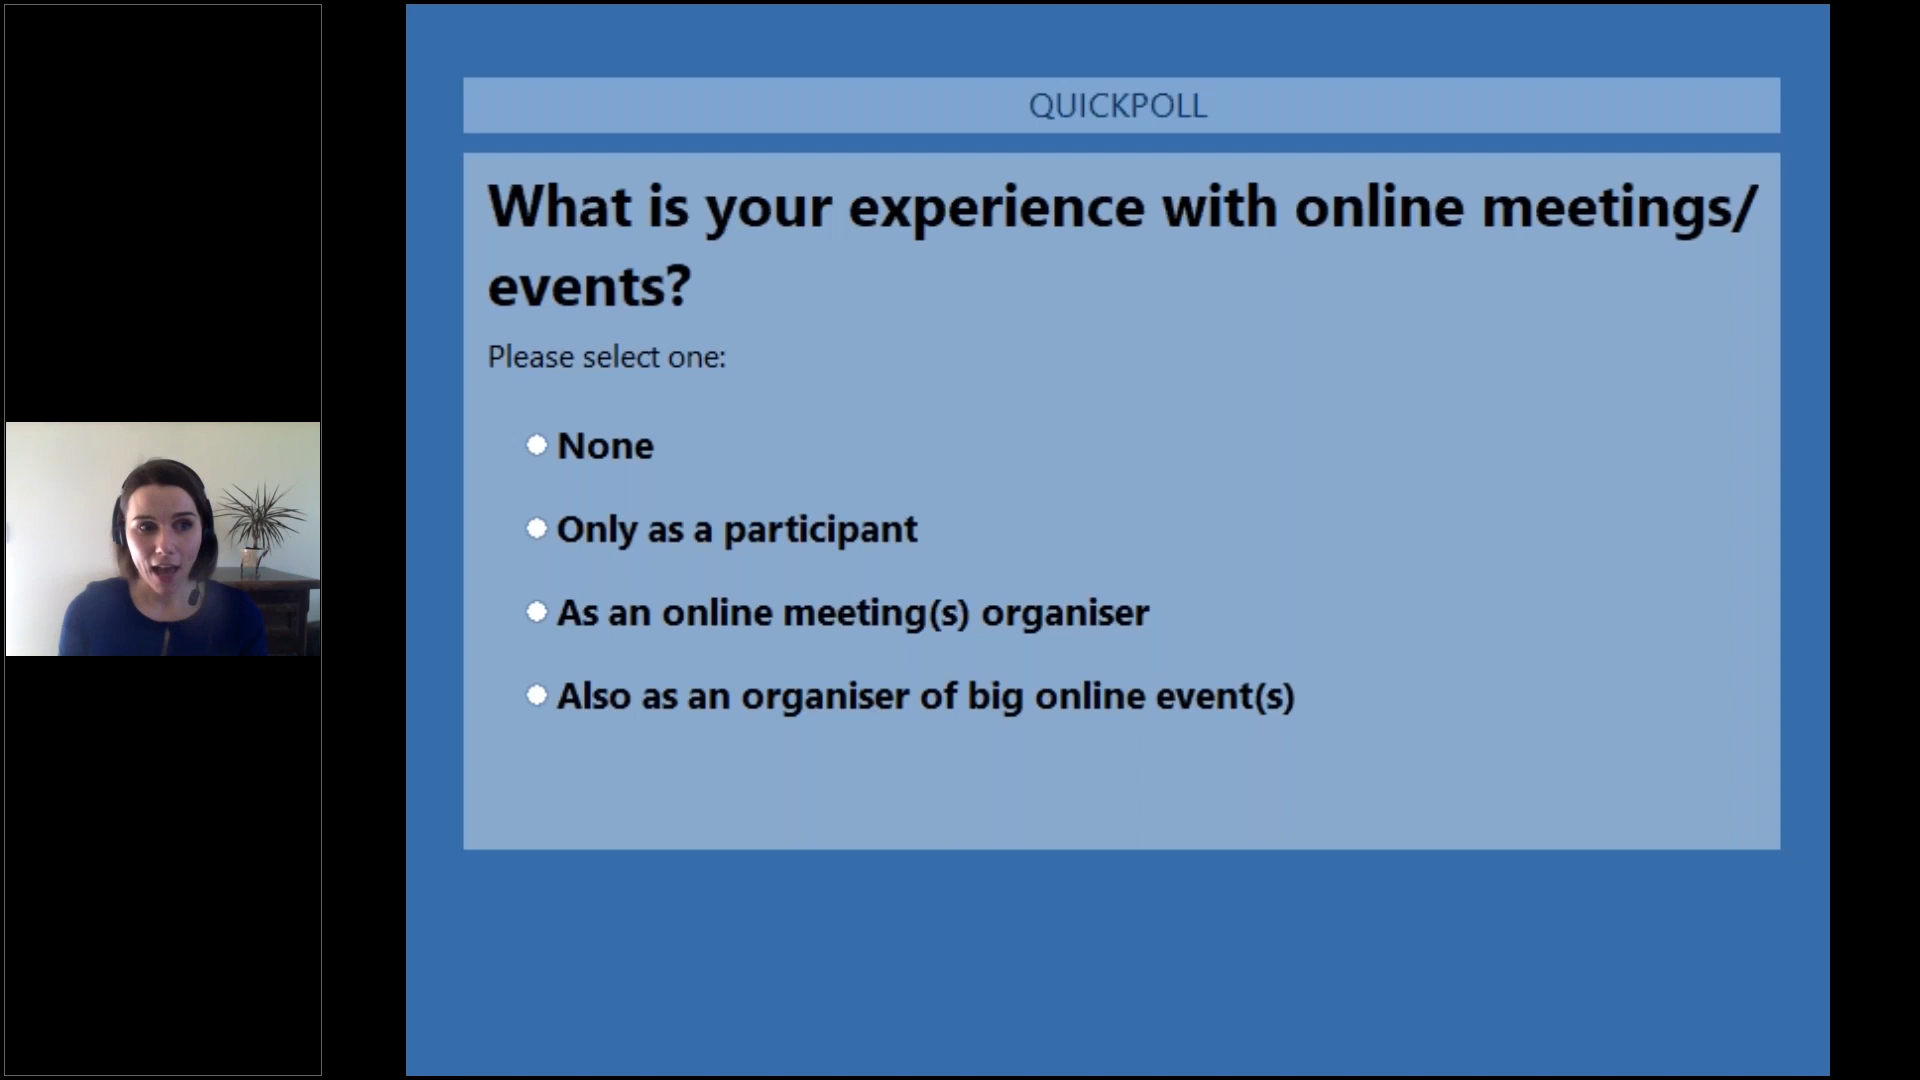 QUICKPOLL
What is your experience with online meetings/
events?
Please select one:
None
Only as a participant
As an online meeting(s) organiser
Also as an organiser of big online event(s)